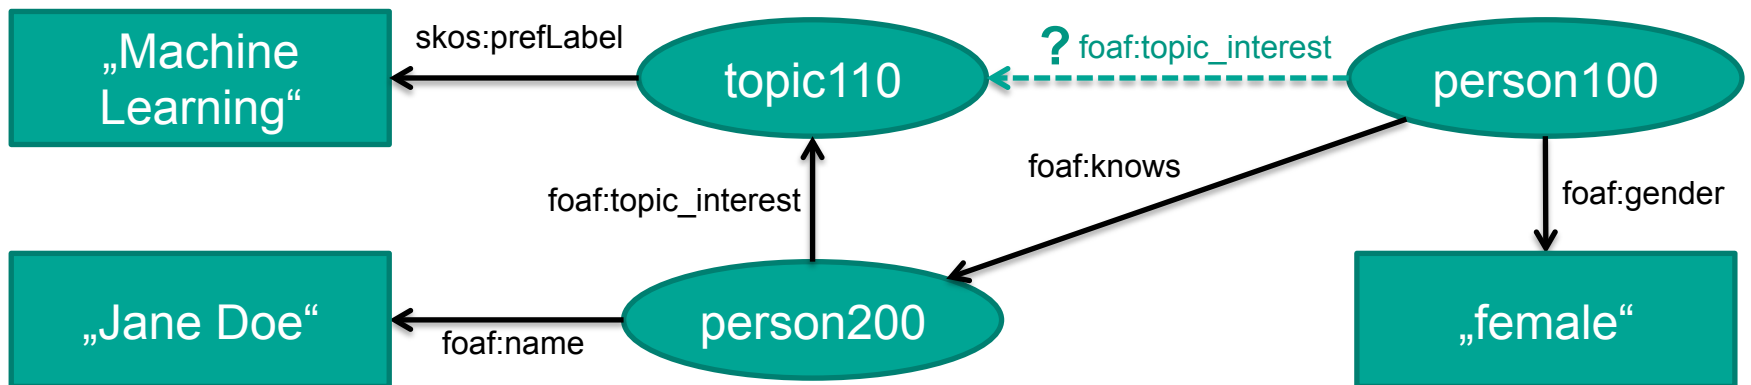 „Machine
Learning“
skos:prefLabel
topic110
? foaf:topic_interest
person100
foaf:topic_interest
foaf:knows
foaf:gender
„Jane Doe“
foaf:name
person200
„female“